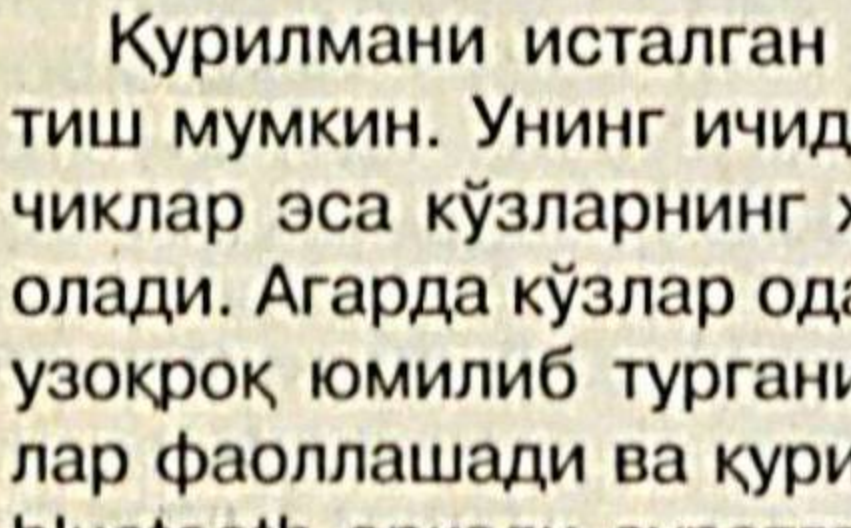 Қурилмани исталган
тиш мумкин. Унинг ичид
чиклар эса кўзларнинг
олади. Агарда кўзлар ода
узоқроқ юмилиб тургани
лар фаоллашади ва қури